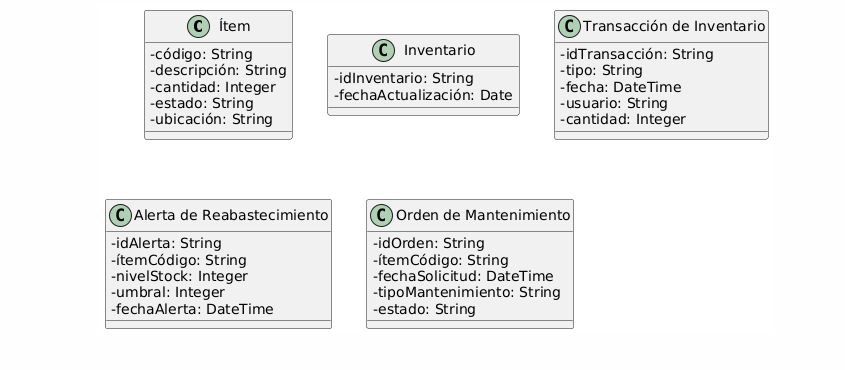 C Ítem
-código: String
-descripción: String
-cantidad: Integer
-estado: String
-ubicación: String
C Inventario
-idInventario: String
-fechaActualización: Date
C Transacción de Inventario
-idTransacción: String
-tipo: String
-fecha: DateTime
-usuario: String
-cantidad: Integer
C Alerta de Reabastecimiento
-idAlerta: String
-ítemCódigo: String
-nivelStock: Integer
-umbral: Integer
-fechaAlerta: DateTime
C Orden de Mantenimiento
-idOrden: String
-ítemCódigo: String
-fechaSolicitud: DateTime
-tipoMantenimiento: String
-estado: String